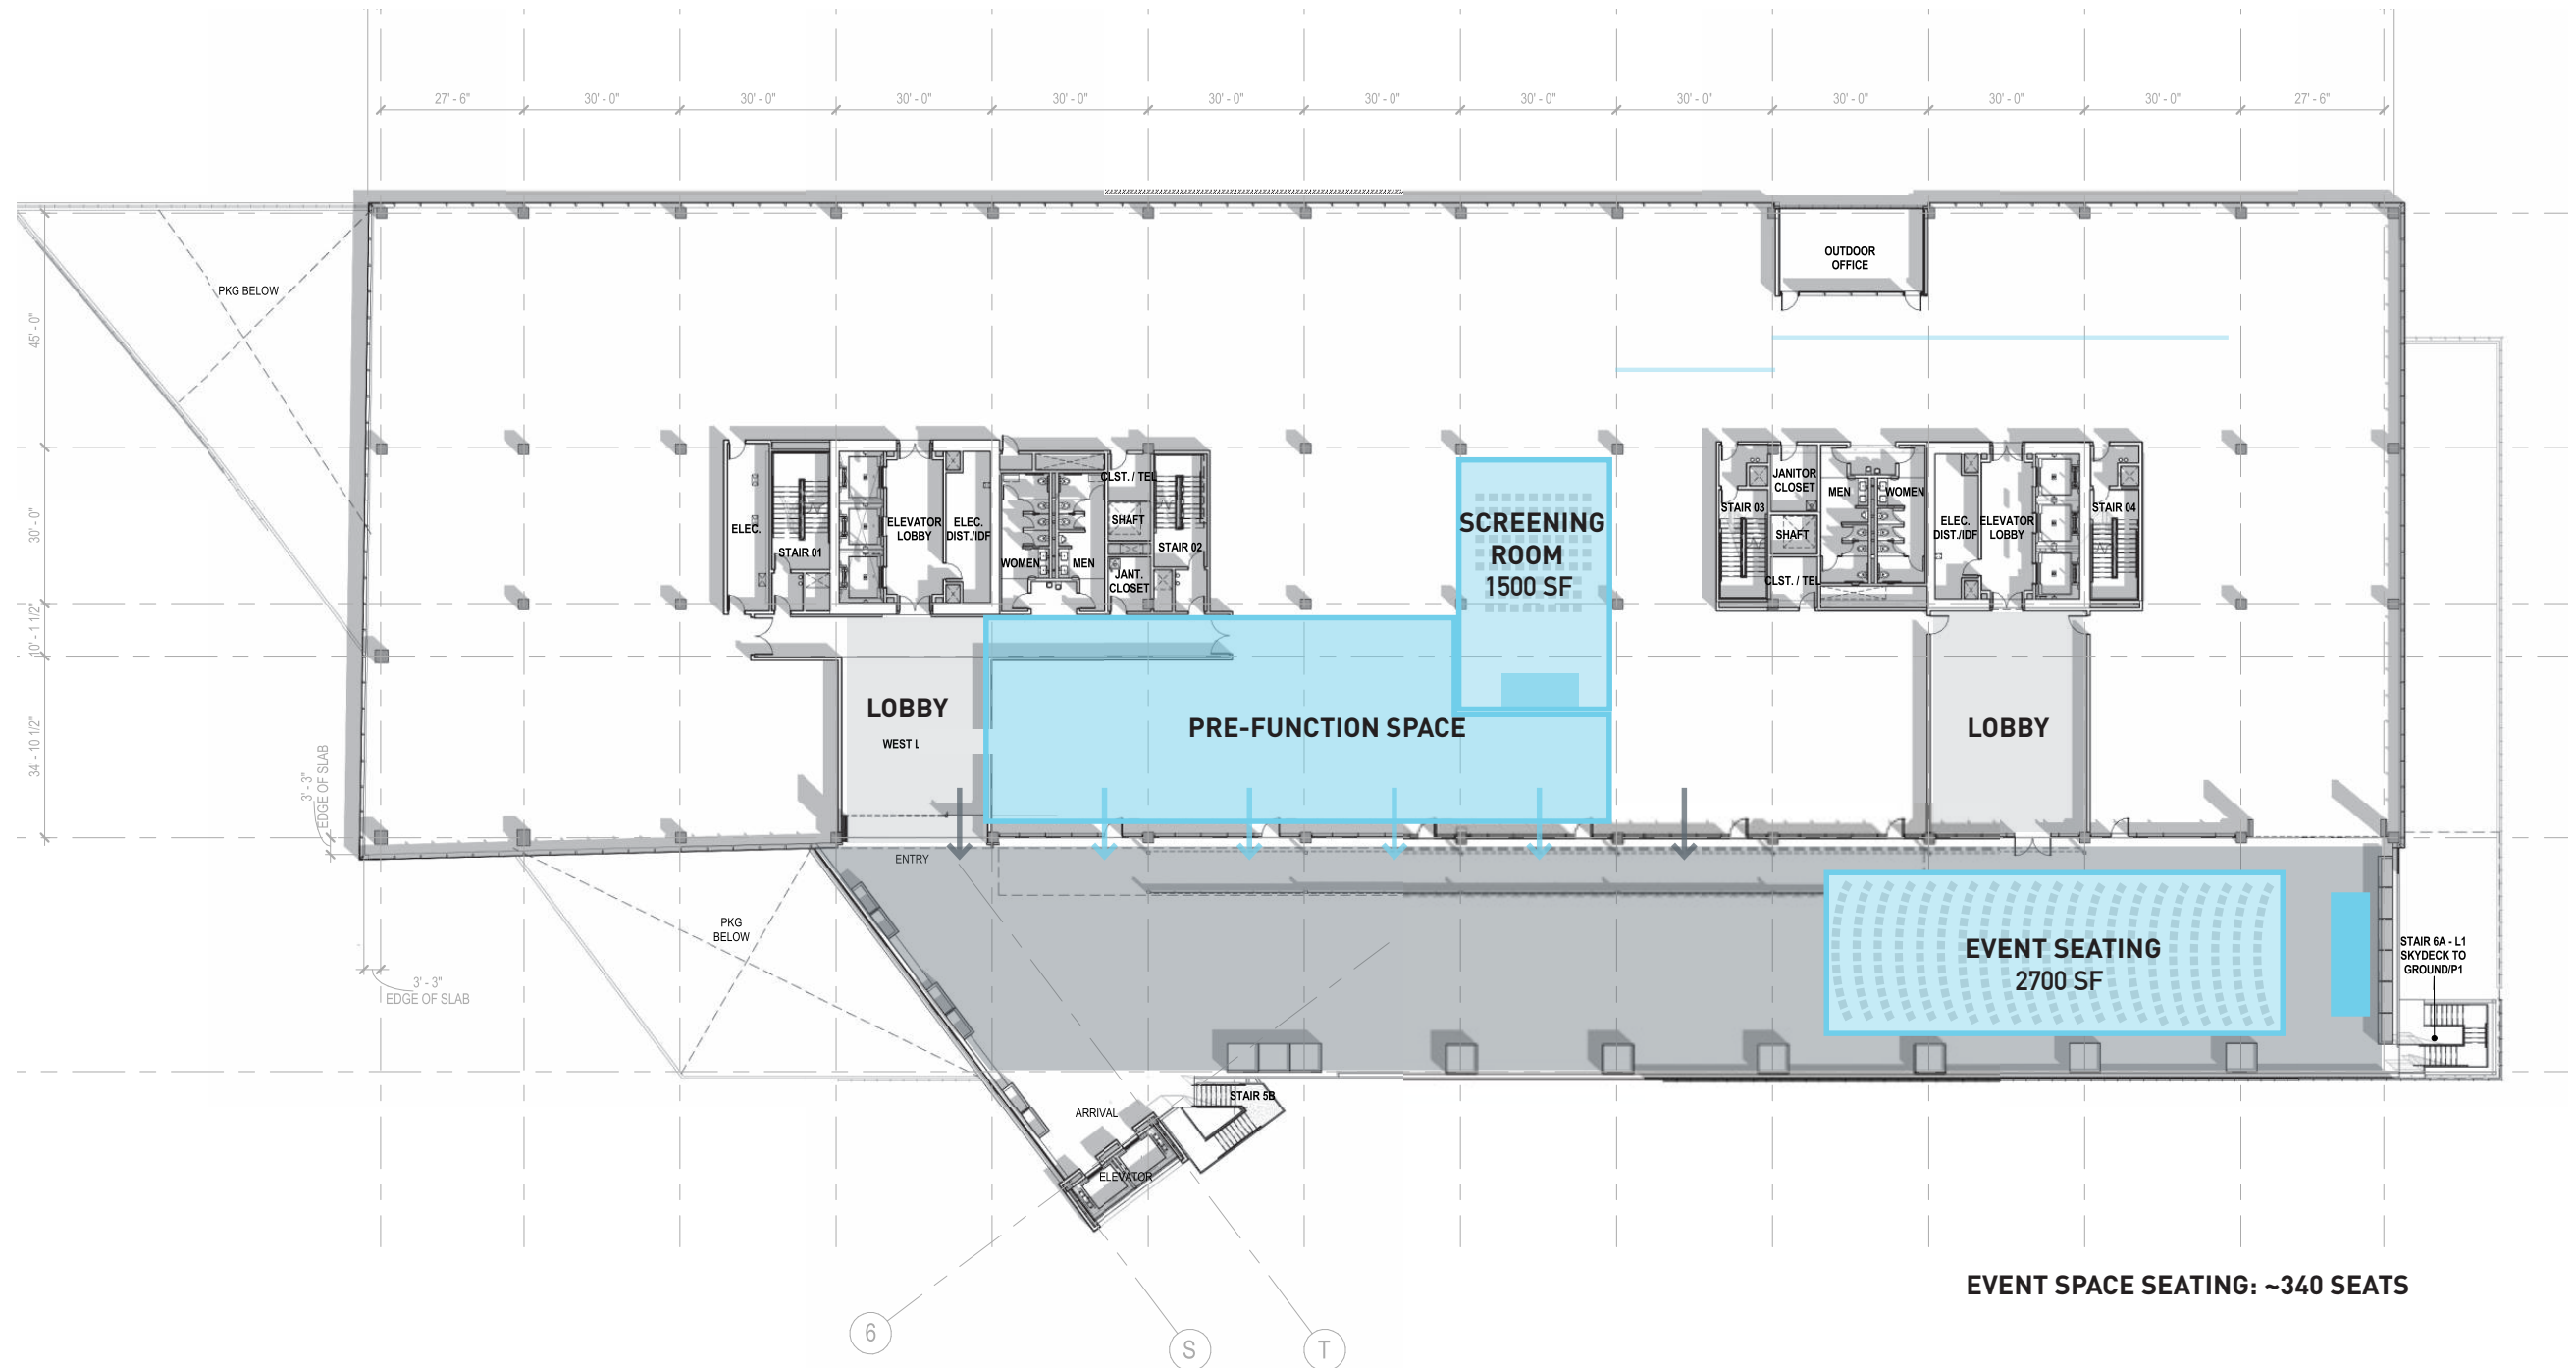 27' - 6"
30' - 0"
30' - 0"
30' - 0"
30' - 0"
30' - 0"
30' - 0"
30' - 0"
30' - 0"
30' - 0"
30' - 0"
30' - 0"
27' - 6"
45' - 0"
30' - 0"
10' - 1 1/2"
34' - 10 1/2"
PKG BELOW
OUTDOOR
OFFICE
ELEC.
STAIR 01
ELEVATOR
LOBBY
ELEC.
DIST./IDF
WOMEN
MEN
CLST. / TEL
SHAFT
JANT.
CLOSET
STAIR 02
SCREENING
ROOM
1500 SF
STAIR 03
JANITOR
CLOSET
SHAFT
CLST. / TEL
MEN
WOMEN
ELEC.
DIST./IDF
ELEVATOR
LOBBY
STAIR 04
LOBBY
WEST L
PRE-FUNCTION SPACE
LOBBY
3' - 3"
EDGE OF SLAB
3' - 3"
EDGE OF SLAB
ENTRY
PKG
BELOW
EVENT SEATING
2700 SF
STAIR 6A - L1
SKYDECK TO
GROUND/P1
ARRIVAL
STAIR 5B
ELEVATOR
EVENT SPACE SEATING: ~340 SEATS
6
S
T